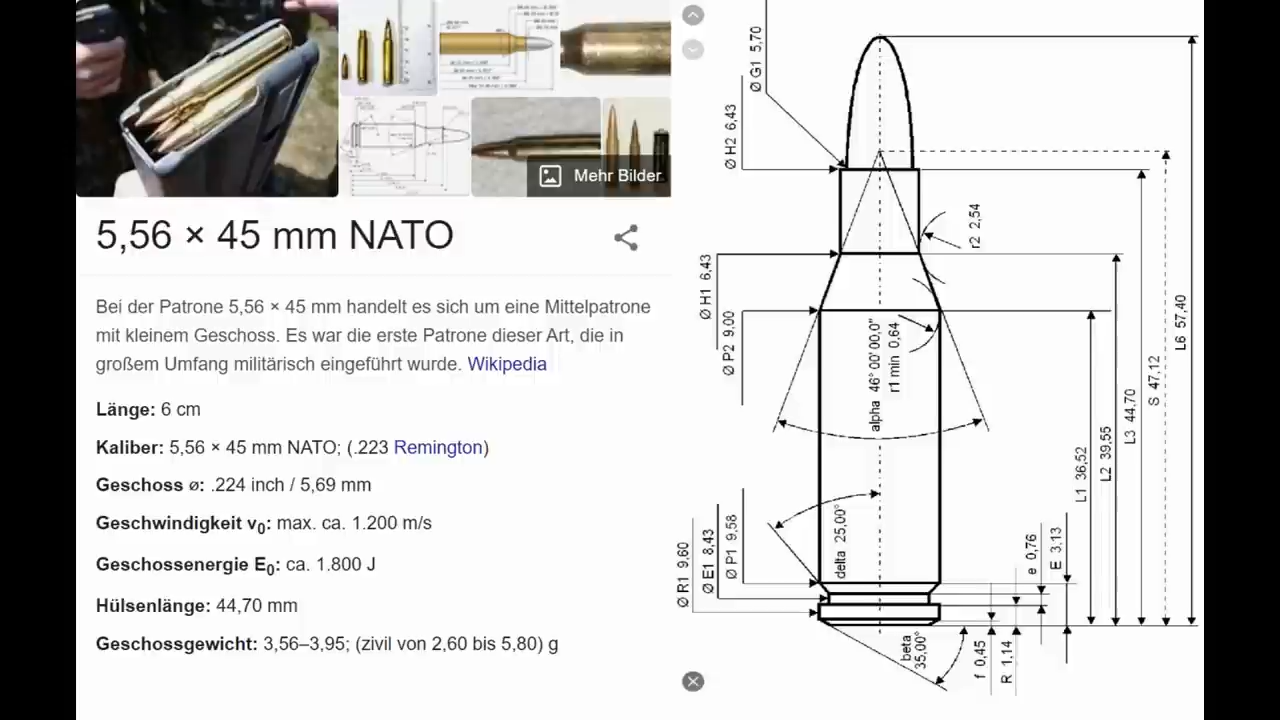 Mehr Bilder
5,56 × 45 mm NATO
Bei der Patrone 5,56 × 45 mm handelt es sich um eine Mittelpatrone
mit kleinem Geschoss. Es war die erste Patrone dieser Art, die in
großem Umfang militärisch eingeführt wurde. Wikipedia
Länge: 6 cm
Kaliber: 5,56 × 45 mm NATO; (.223 Remington)
Geschoss ø: .224 inch / 5,69 mm
Geschwindigkeit v0: max. ca. 1.200 m/s
Geschossenergie E0: ca. 1.800 J
Hülsenlänge: 44,70 mm
Geschossgewicht: 3,56–3,95; (zivil von 2,60 bis 5,80) g
Ø G1 5,70
Ø H2 6,43
r2 2,54
Ø H1 6,43
Ø P2 9,00
alpha 46° 00' 00,0"
r1 min 0,64
L6 57,40
S 47,12
L3 44,70
L2 39,55
L1 36,52
delta 25,00°
Ø P1 9,58
Ø E1 8,43
Ø R1 9,60
e 0,76
E 3,13
beta
35,00°
f 0,45
R 1,14